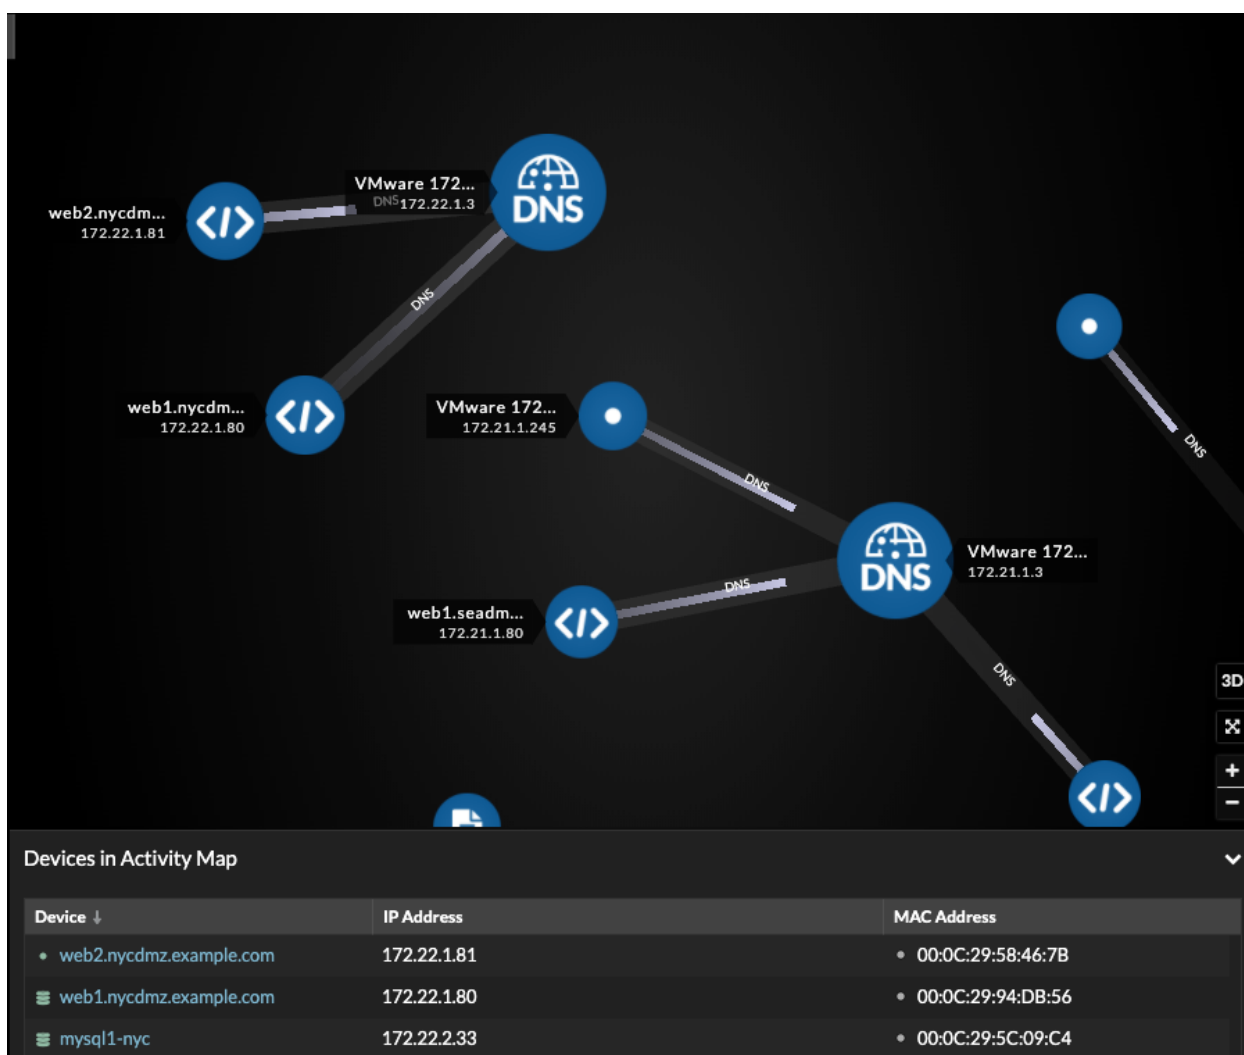 DNS
VMware 172...
DNS 172.22.1.3
web2.nycdm...
172.22.1.81
DNS
web1.nycdm...
172.22.1.80
VMware 172...
172.21.1.245
DNS
DNS
DNS
VMware 172...
172.21.1.3
DNS
web1.seadm...
172.21.1.80
DNS
3D
Devices in Activity Map
Device IP Address MAC Address
web2.nycdmz.example.com 172.22.1.81 00:0C:29:58:46:7B
web1.nycdmz.example.com 172.22.1.80 00:0C:29:94:DB:56
mysql1-nyc 172.22.2.33 00:0C:29:5C:09:C4